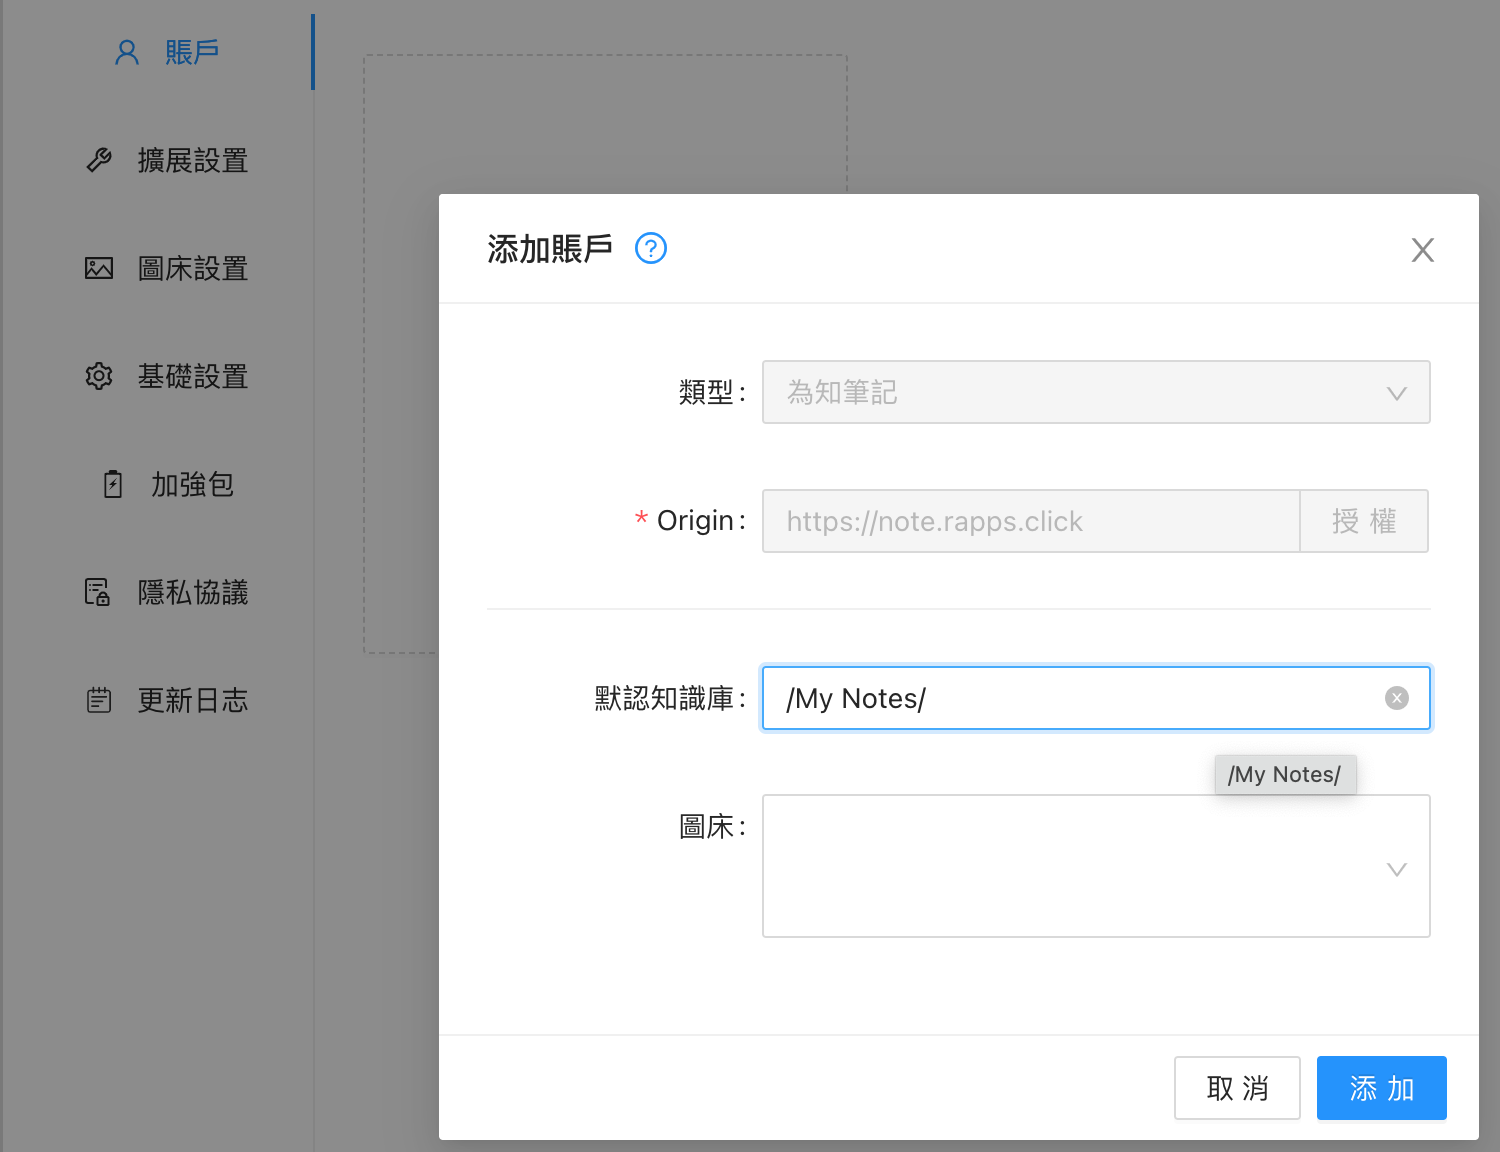 賬戶
擴展設置
圖床設置
基礎設置
加強包
隱私協議
更新日志
添加賬戶
類型:
為知筆記
* Origin:
https://note.rapps.click
授權
默認知識庫:
/My Notes/
/My Notes/
圖床:
取消
添加